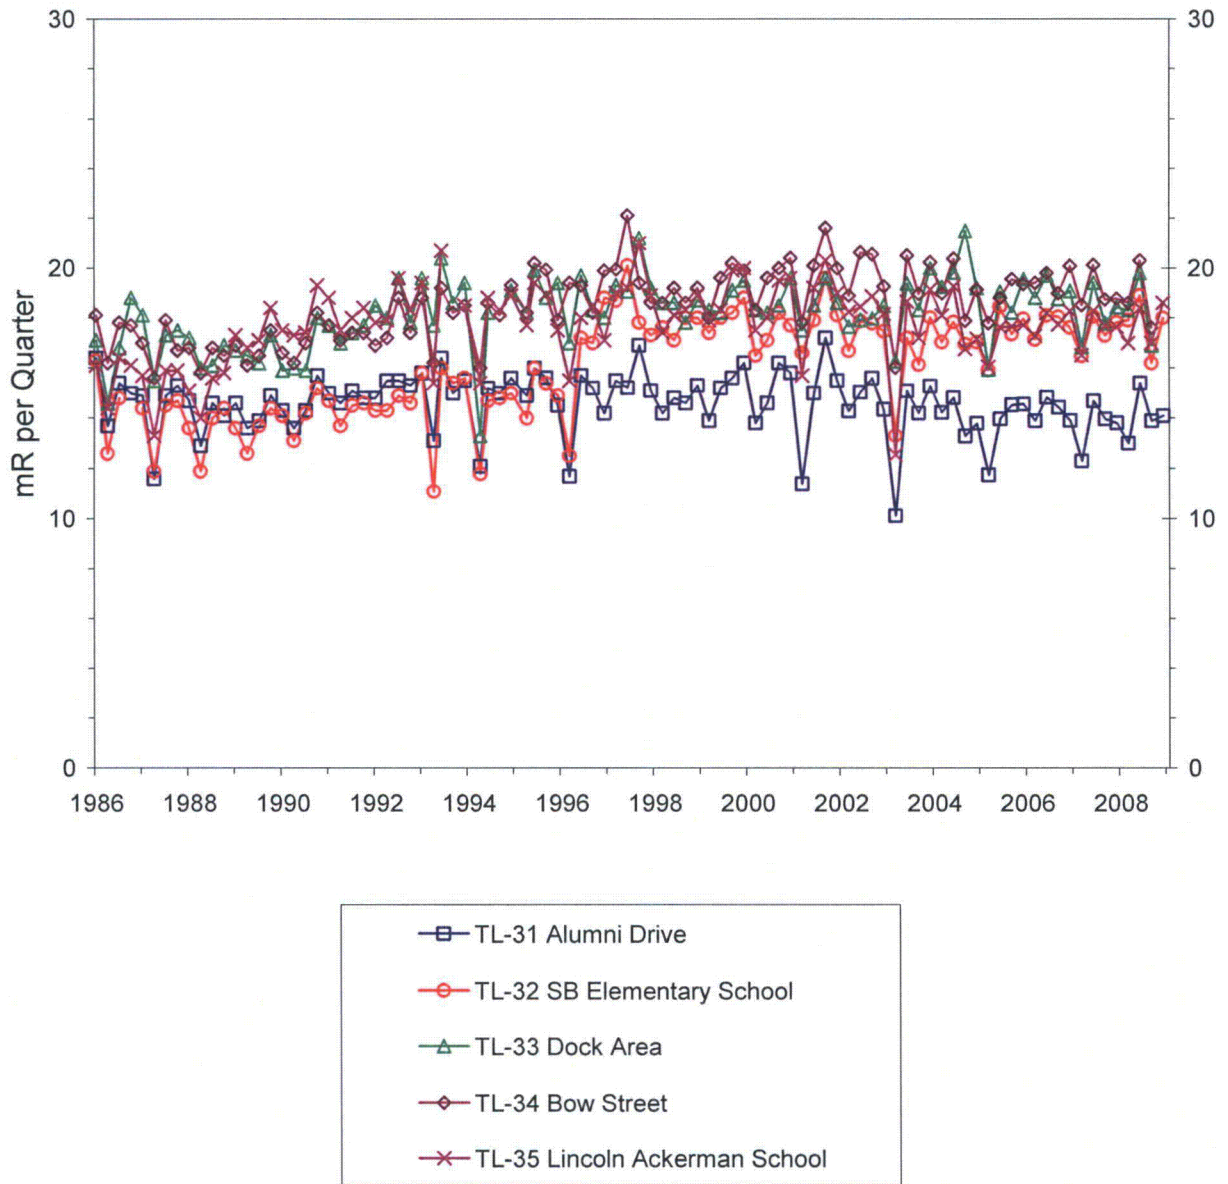 30
30
20
20
mR per Quarter
10
10
0
0
1986 1988 1990 1992 1994 1996 1998 2000 2002 2004 2006 2008
TL-31 Alumni Drive
TL-32 SB Elementary School
TL-33 Dock Area
TL-34 Bow Street
TL-35 Lincoln Ackerman School